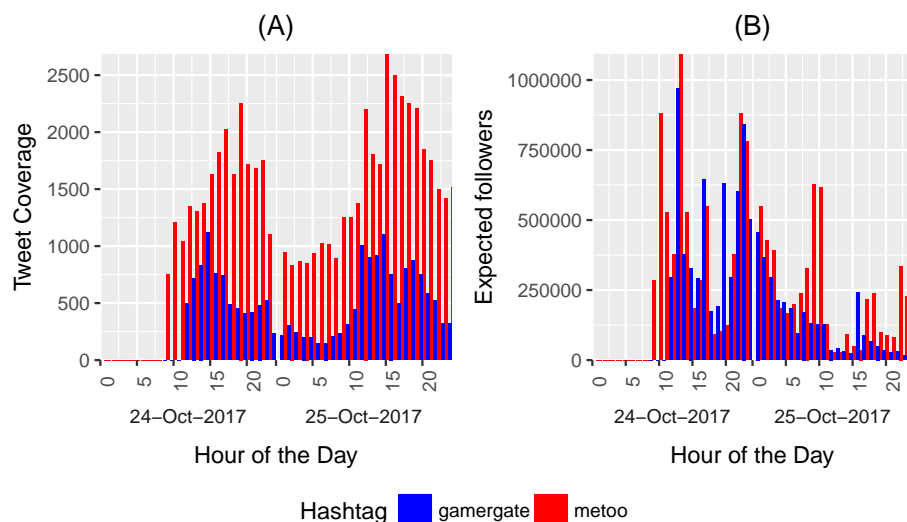 (A)
Tweet Coverage
2500
2000
1500
1000
500
0
0 5 10 15 20 0 5 10 15 20
24–Oct–2017 25–Oct–2017
Hour of the Day
(B)
Expected followers
1000000
750000
500000
250000
0
0 5 10 15 20 0 5 10 15 20
24–Oct–2017 25–Oct–2017
Hour of the Day
Hashtag gamergate metoo